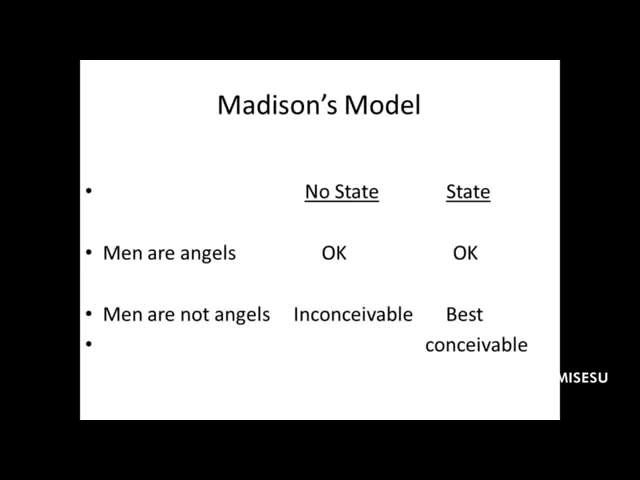 Madison's Model
• No State State
• Men are angels OK OK
• Men are not angels Inconceivable Best
• conceivable
MISESU